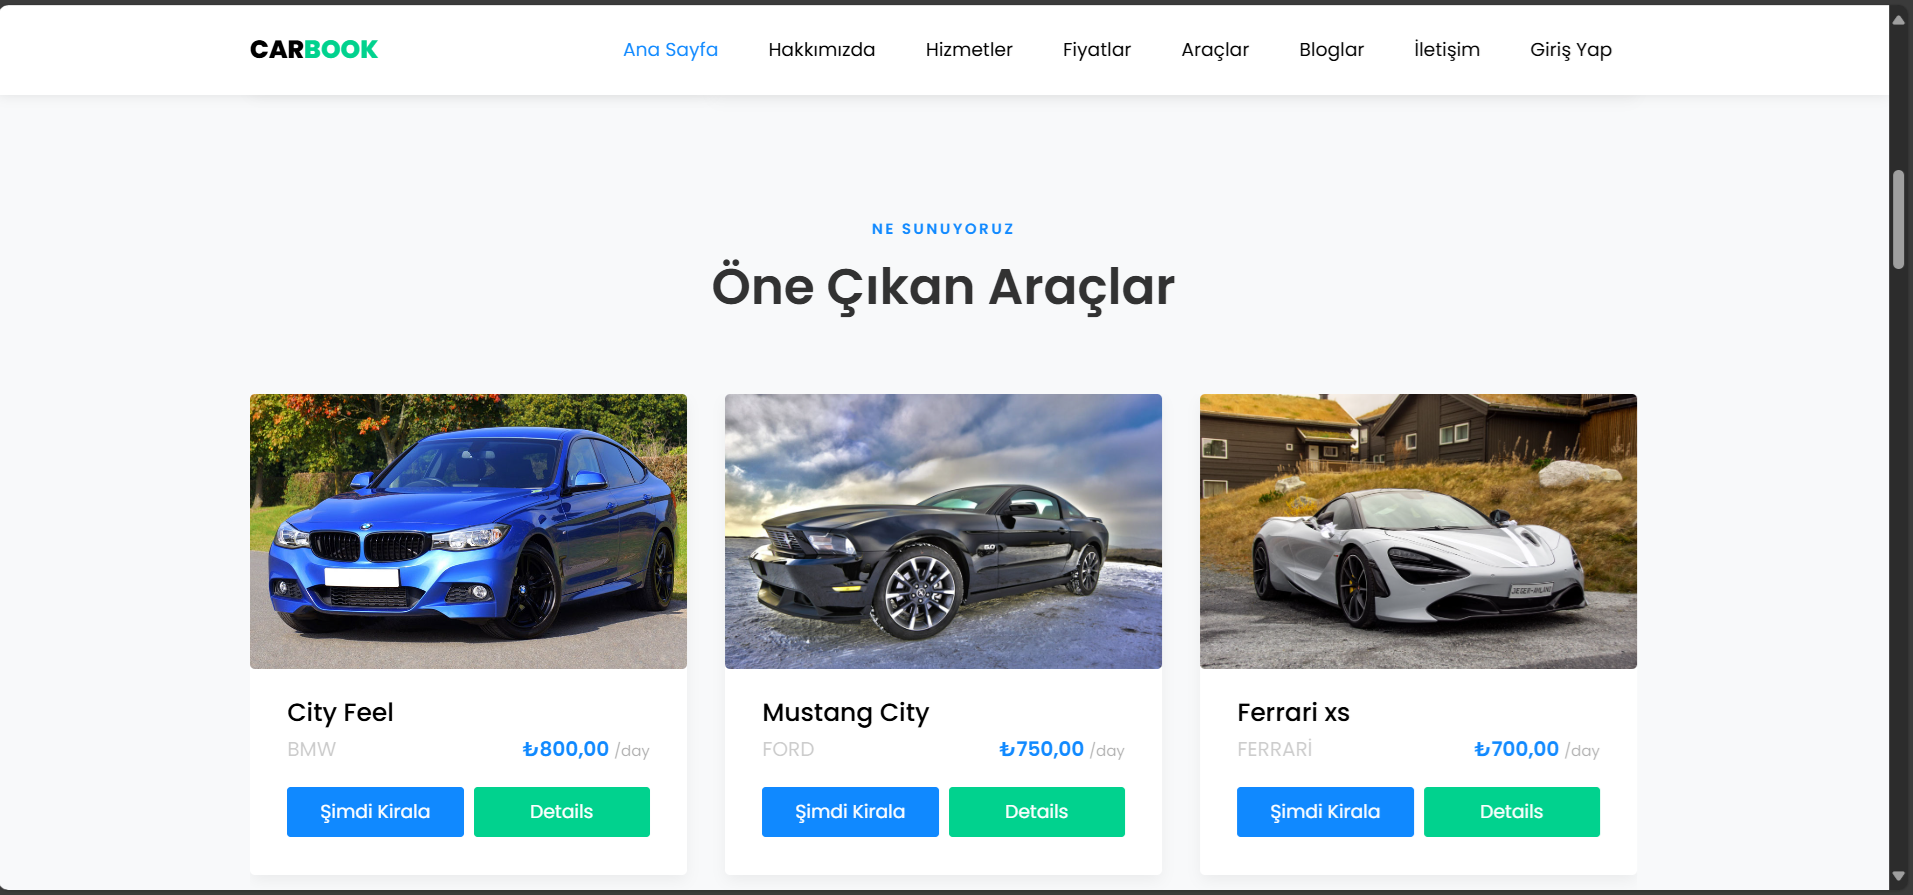 CARBOOK Ana Sayfa Hakkımızda Hizmetler Fiyatlar Araçlar Bloglar İletişim Giriş Yap
NE SUNUYORUZ
Öne Çıkan Araçlar
5.0
City Feel
BMW ₺800,00 /day
Şimdi Kirala Details
Mustang City
FORD ₺750,00 /day
Şimdi Kirala Details
Ferrari xs
FERRARİ ₺700,00 /day
Şimdi Kirala Details